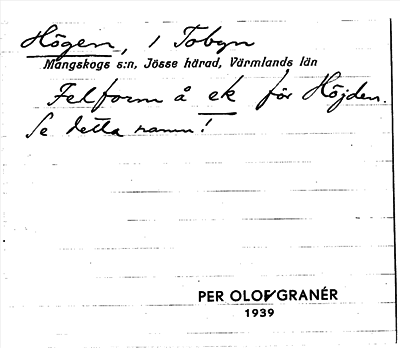 Högen, i Tobyn
Mangskogs s:n, Jösse härad, Värmlands län
Felform å ek för Höjden.
Se detta namn!
PER OLOF GRANÉR
1939